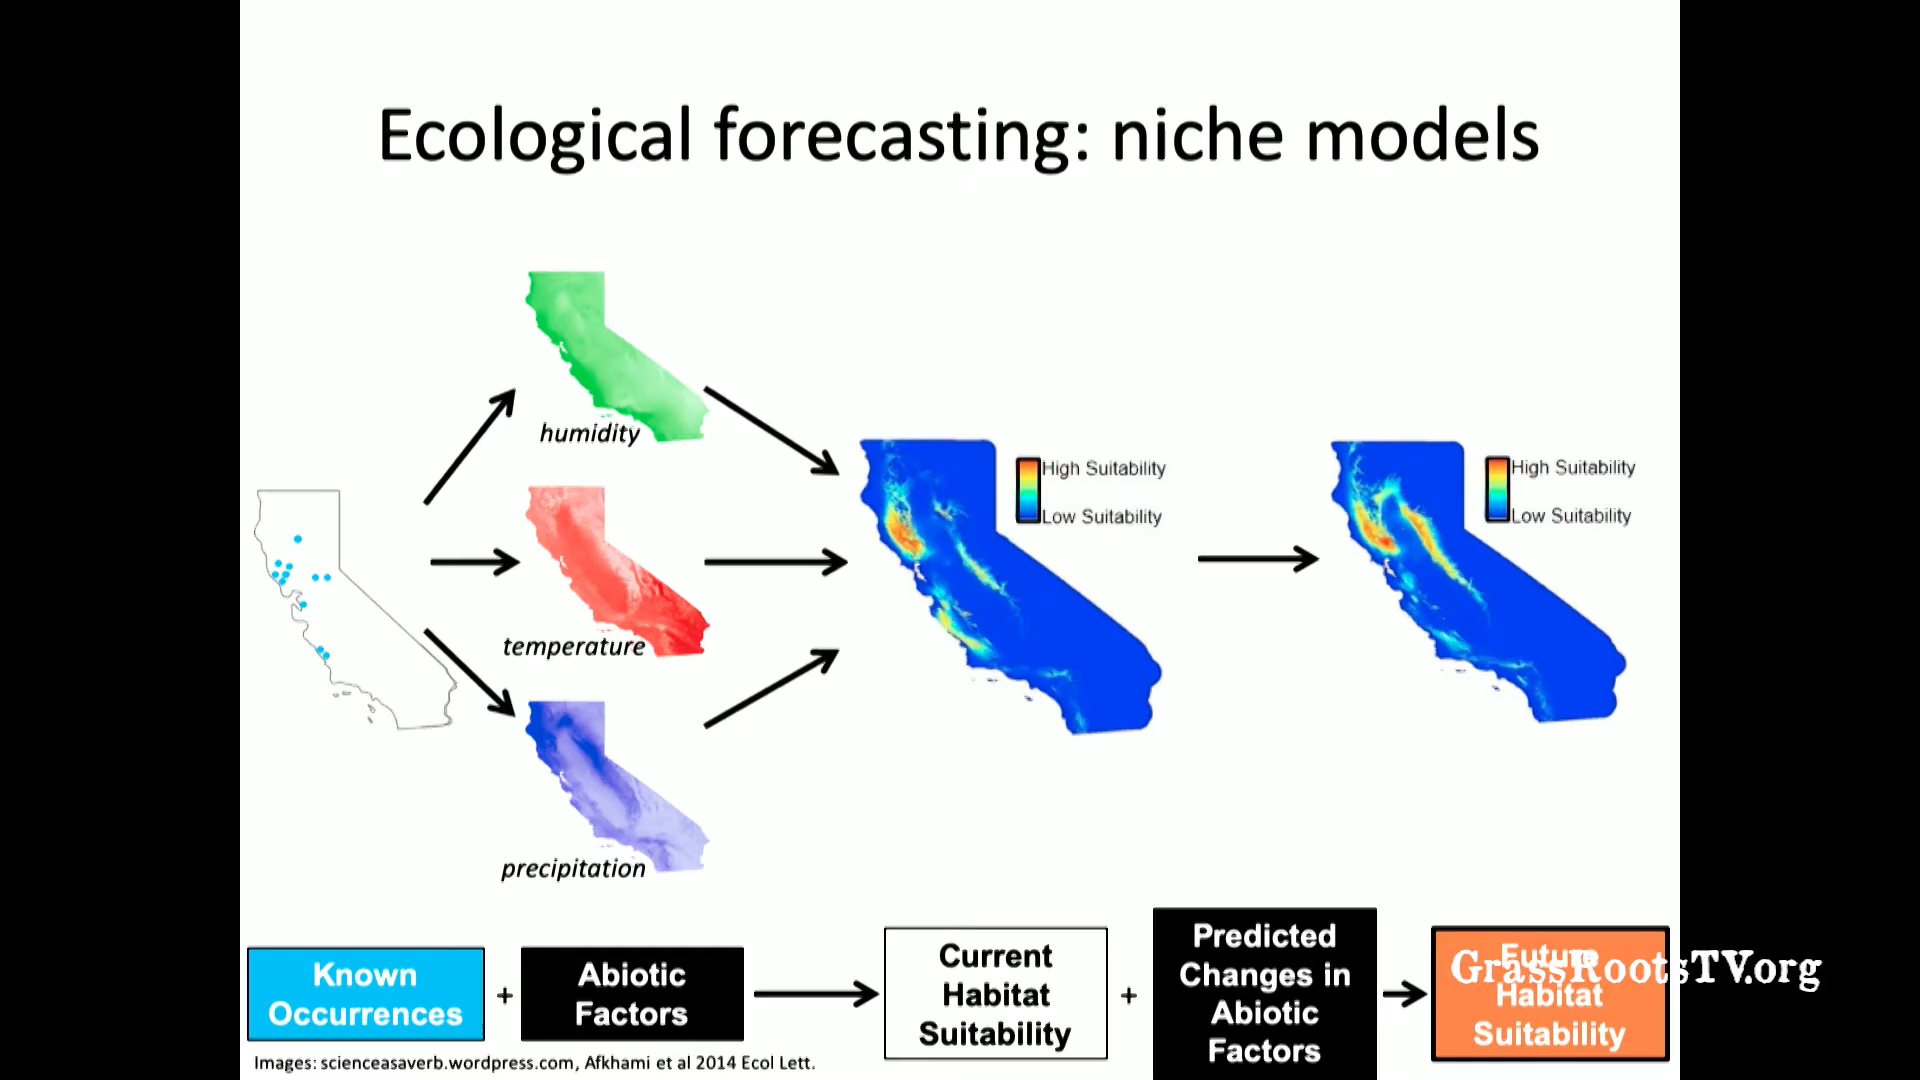 Ecological forecasting: niche models
humidity
temperature
precipitation
High Suitability
Low Suitability
High Suitability
Low Suitability
Known
Occurrences
+
Abiotic
Factors
Current
Habitat
Suitability
+
Predicted
Changes in
Abiotic
Factors
Future
Habitat
Suitability
GrassRootsTV.org
Images: scienceasaverb.wordpress.com, Afkhami et al 2014 Ecol Lett.